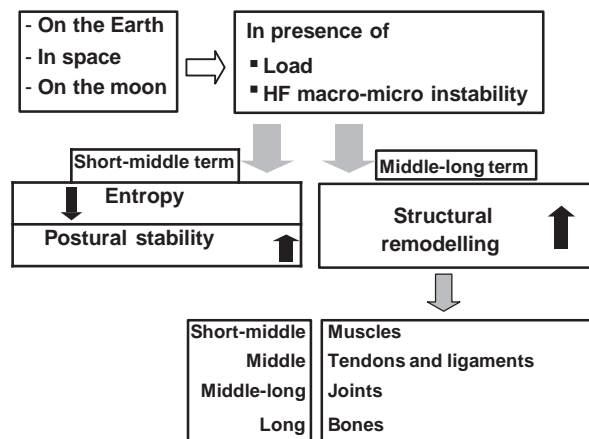 - On the Earth
- In space
- On the moon
In presence of
▪ Load
▪ HF macro-micro instability
Short-middle term
Entropy
Postural stability
Middle-long term
Structural
remodelling
Short-middle Muscles
Middle Tendons and ligaments
Middle-long Joints
Long Bones